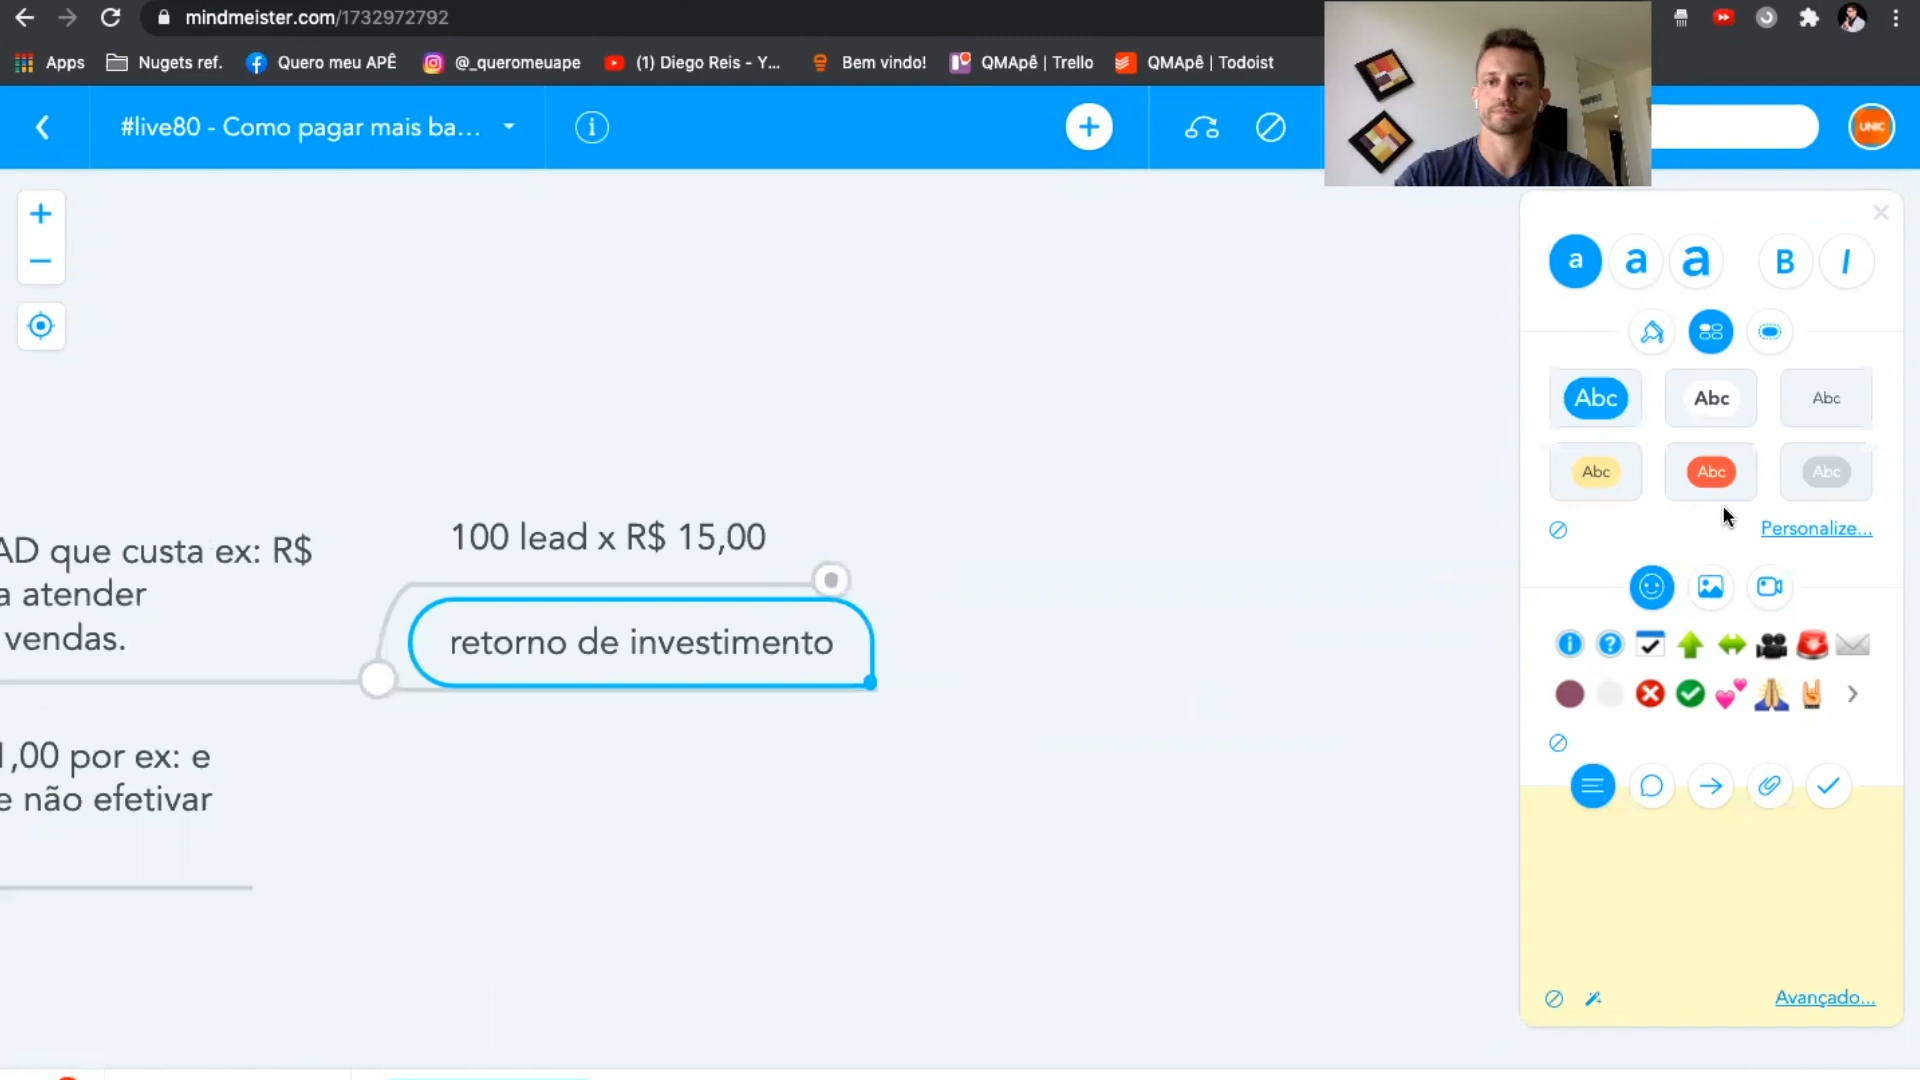 mindmeister.com/1732972792
Apps
Nugets ref.
Quero meu APÊ
@_queromeuape
(1) Diego Reis - Y...
Bem vindo!
QMApê | Trello
QMApê | Todoist
#live80 - Como pagar mais ba...
UNIC
a a a B I
Abc Abc Abc
Abc Abc Abc
Personalize...
100 lead x R$ 15,00
AD que custa ex: R$
a atender
vendas.
retorno de investimento
1,00 por ex: e
e não efetivar
Avançado...